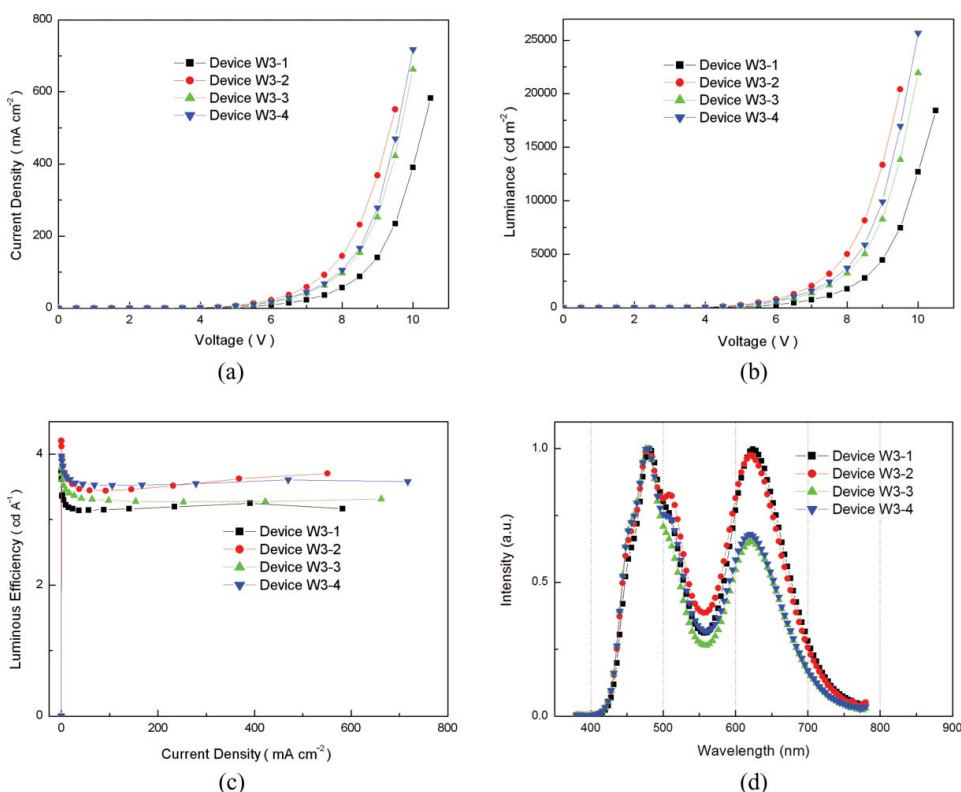 800
600
400
200
0
Current Density ( mA cm⁻² )
Device W3-1
Device W3-2
Device W3-3
Device W3-4
0 2 4 6 8 10
Voltage ( V )
(a)
25000
20000
15000
10000
5000
0
Luminance ( cd m⁻² )
Device W3-1
Device W3-2
Device W3-3
Device W3-4
0 2 4 6 8 10
Voltage ( V )
(b)
4
2
0
Luminous Efficiency ( cd A⁻¹ )
Device W3-1
Device W3-2
Device W3-3
Device W3-4
0 200 400 600 800
Current Density ( mA cm⁻² )
(c)
1.0
0.5
0.0
Intensity (a.u.)
Device W3-1
Device W3-2
Device W3-3
Device W3-4
400 500 600 700 800 900
Wavelength (nm)
(d)